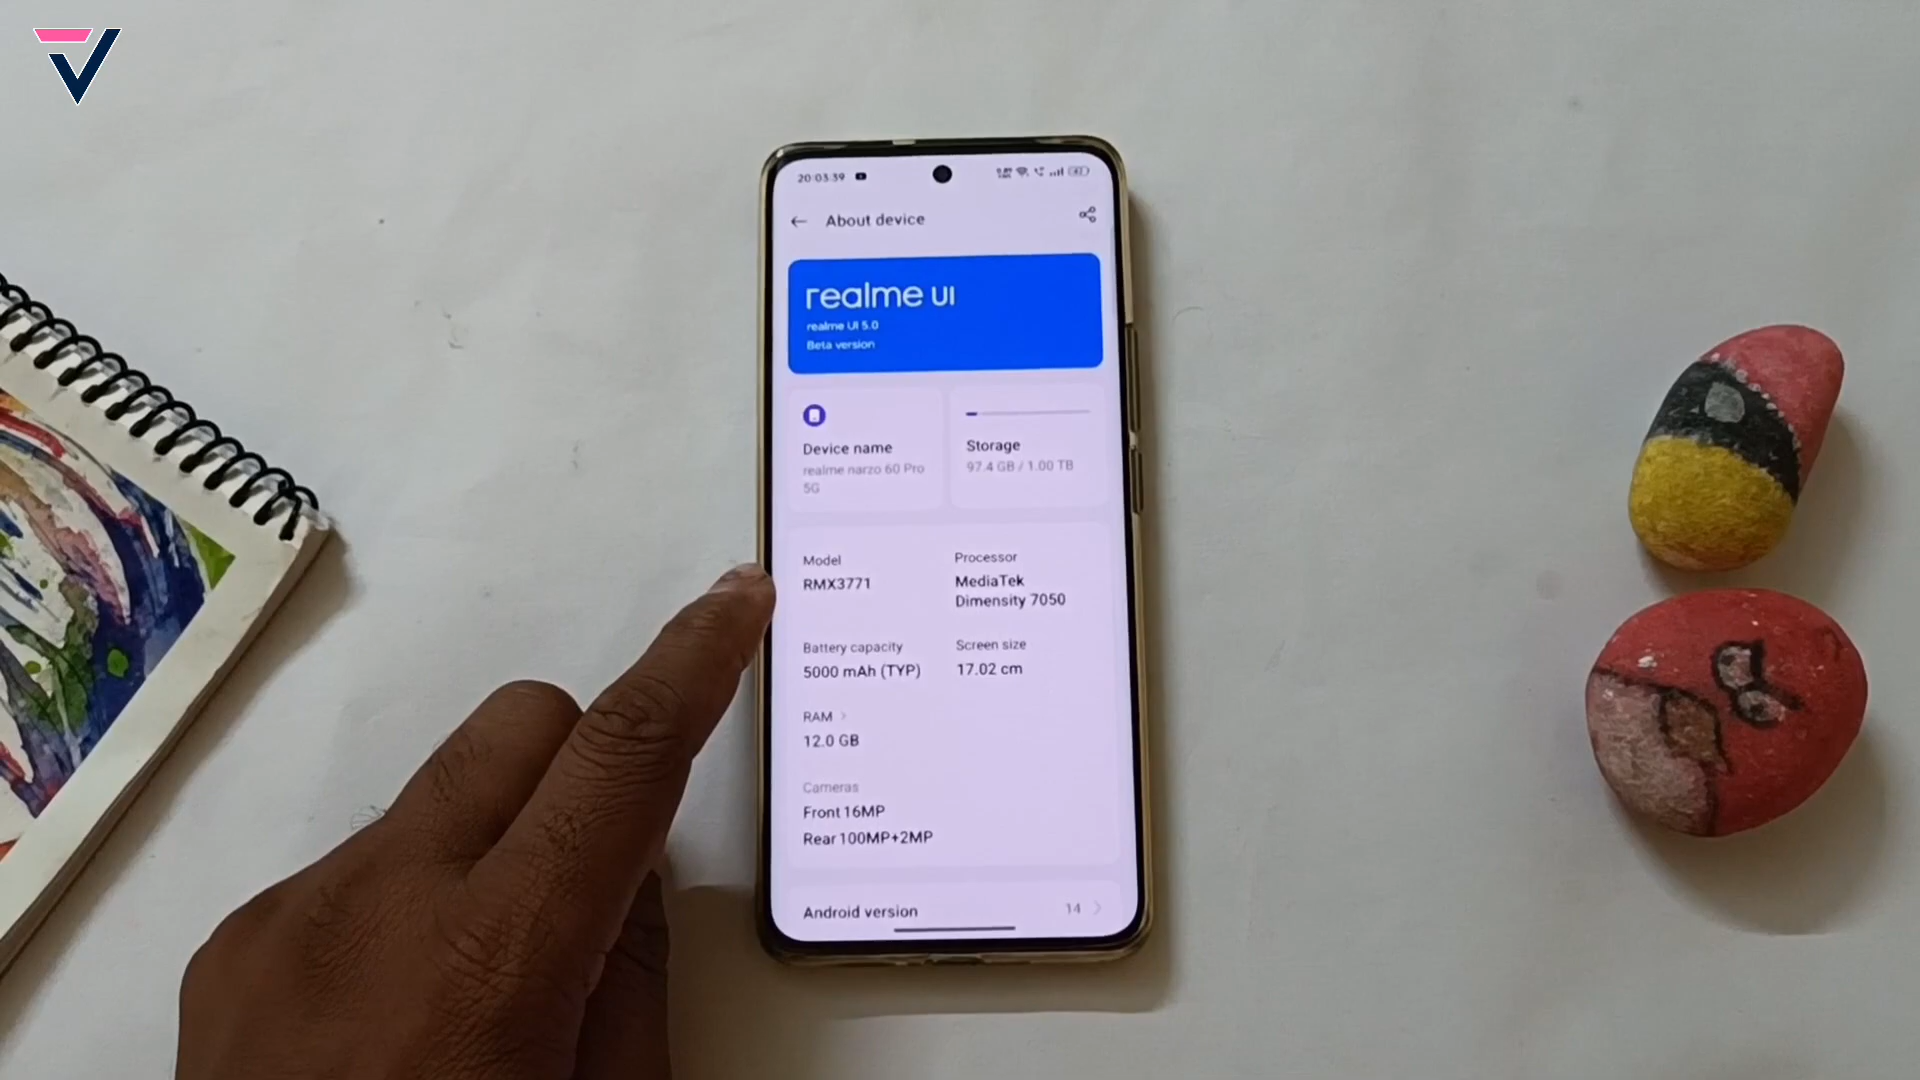 20:03:39
About device
realme UI
realme UI 5.0
Beta version
Device name
realme narzo 60 Pro
5G
Storage
97.4 GB / 1.00 TB
Model
RMX3771
Processor
MediaTek
Dimensity 7050
Battery capacity
5000 mAh (TYP)
Screen size
17.02 cm
RAM
12.0 GB
Cameras
Front 16MP
Rear 100MP+2MP
Android version
14